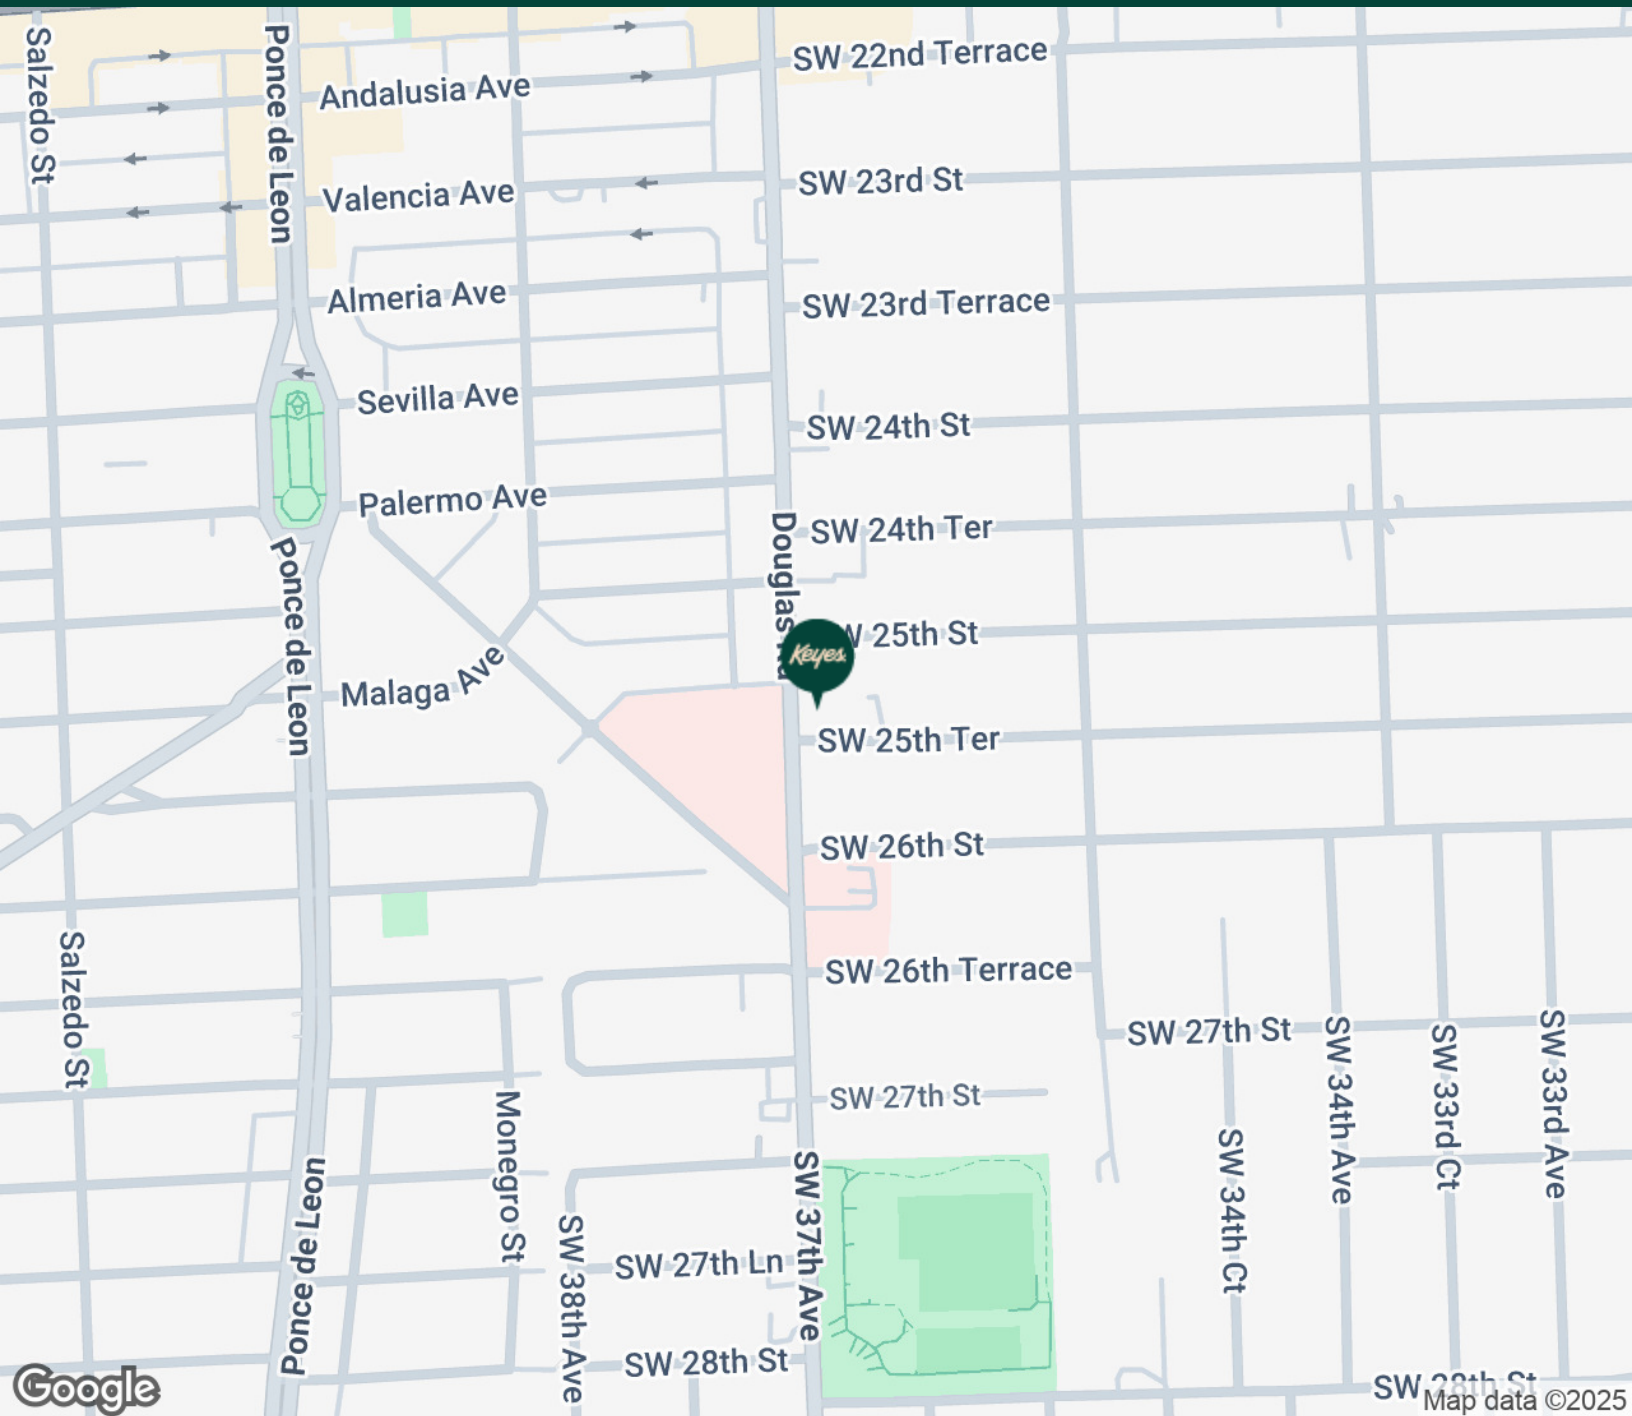 Salzedo St
Ponce de Leon
Andalusia Ave
SW 22nd Terrace
Valencia Ave
SW 23rd St
Almeria Ave
SW 23rd Terrace
Sevilla Ave
SW 24th St
Palermo Ave
SW 24th Ter
Douglas
Ponce de Leon
W 25th St
Keyes
Malaga Ave
SW 25th Ter
SW 26th St
Salzedo St
SW 26th Terrace
SW 27th St
SW 34th Ave
SW 33rd Ct
SW 33rd Ave
SW 27th St
Monegro St
SW 34th Ct
Ponce de Leon
SW 38th Ave
SW 27th Ln
SW 37th Ave
SW 28th St
SW 28th St
Google
Map data ©2025